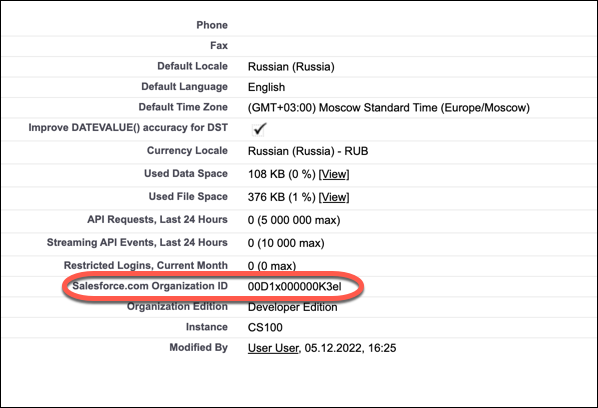 Phone
Fax
Default Locale Russian (Russia)
Default Language English
Default Time Zone (GMT+03:00) Moscow Standard Time (Europe/Moscow)
Improve DATEVALUE() accuracy for DST ✓
Currency Locale Russian (Russia) - RUB
Used Data Space 108 KB (0 %) [View]
Used File Space 376 KB (1 %) [View]
API Requests, Last 24 Hours 0 (5 000 000 max)
Streaming API Events, Last 24 Hours 0 (10 000 max)
Restricted Logins, Current Month 0 (0 max)
Salesforce.com Organization ID 00D1x000000K3eI
Organization Edition Developer Edition
Instance CS100
Modified By User User, 05.12.2022, 16:25